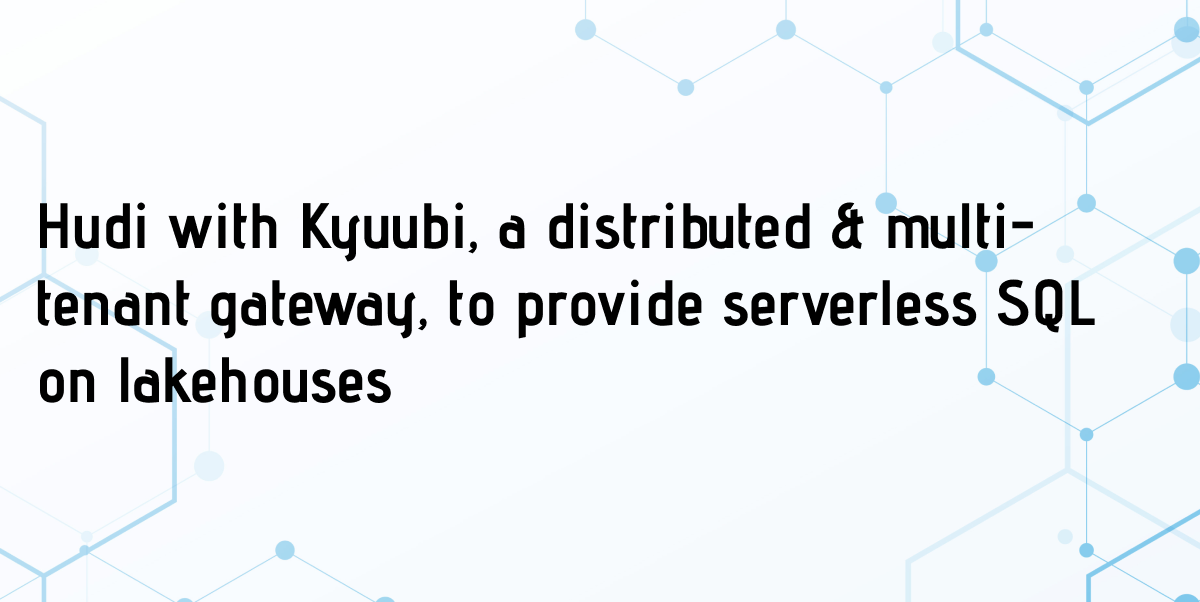 Hudi with Kyuubi, a distributed & multi-
tenant gateway, to provide serverless SQL
on lakehouses